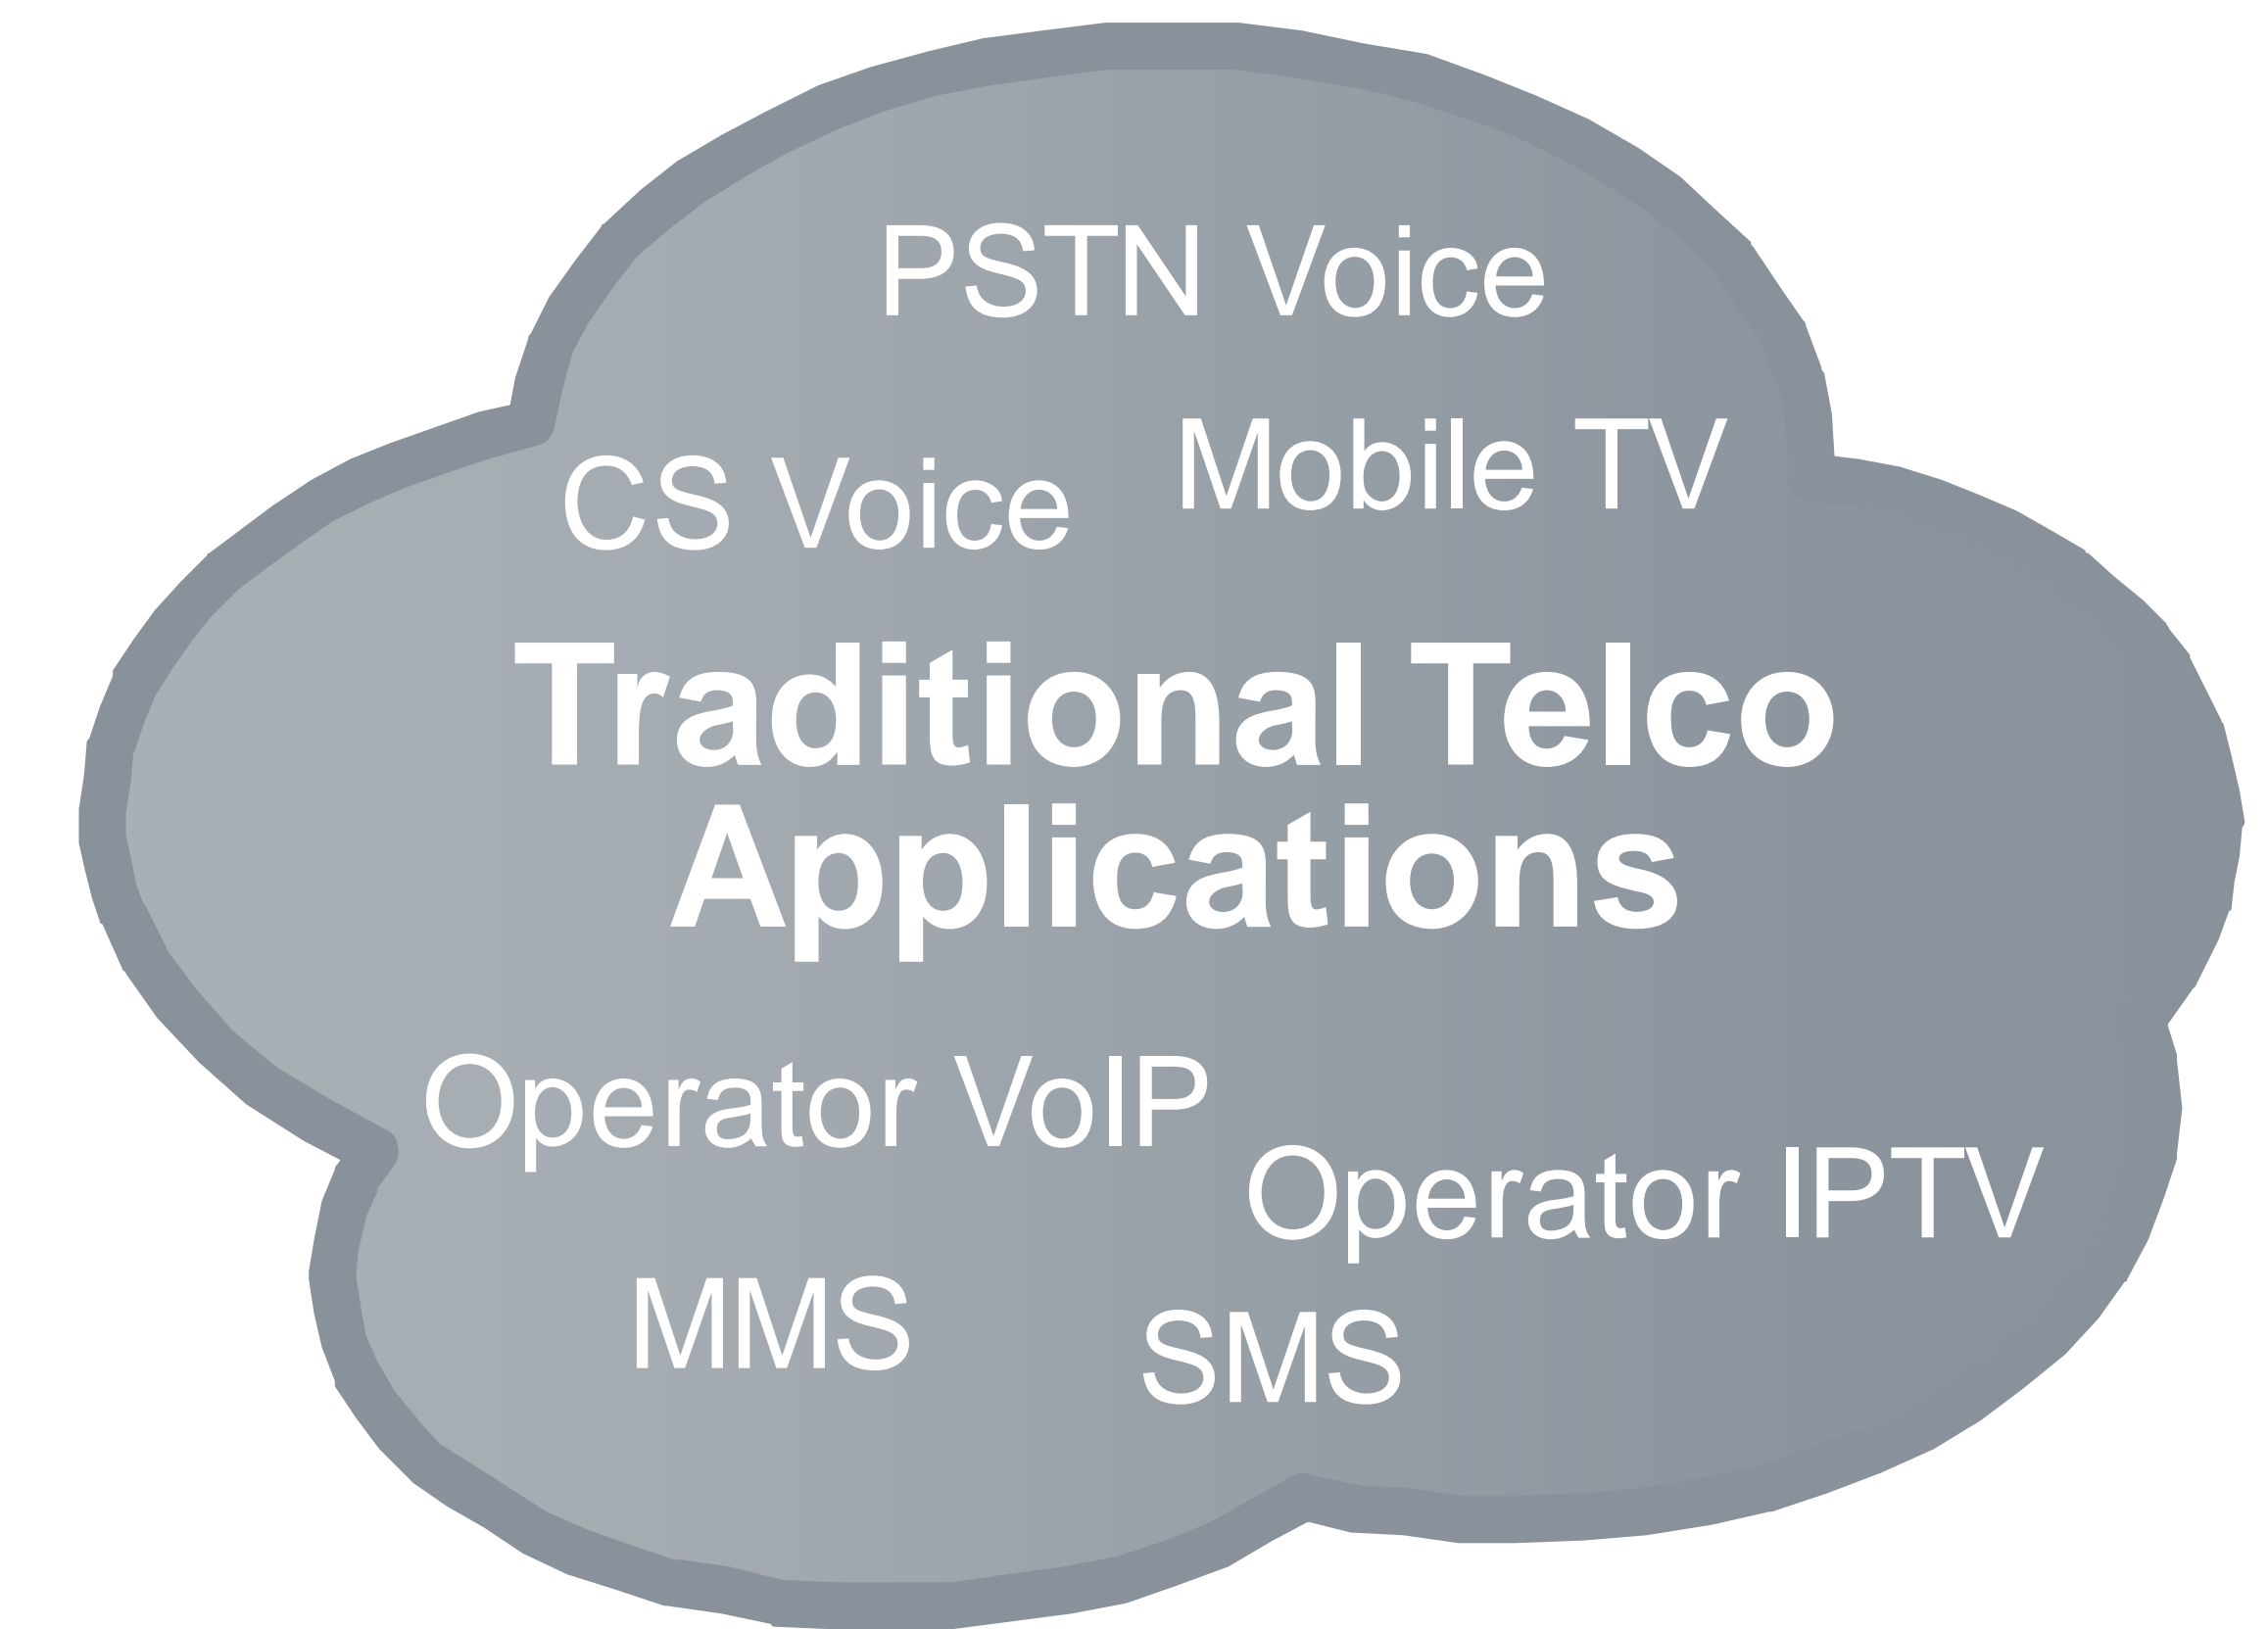 PSTN Voice
Mobile TV
CS Voice
Traditional Telco
Applications
Operator VoIP
Operator IPTV
MMS
SMS